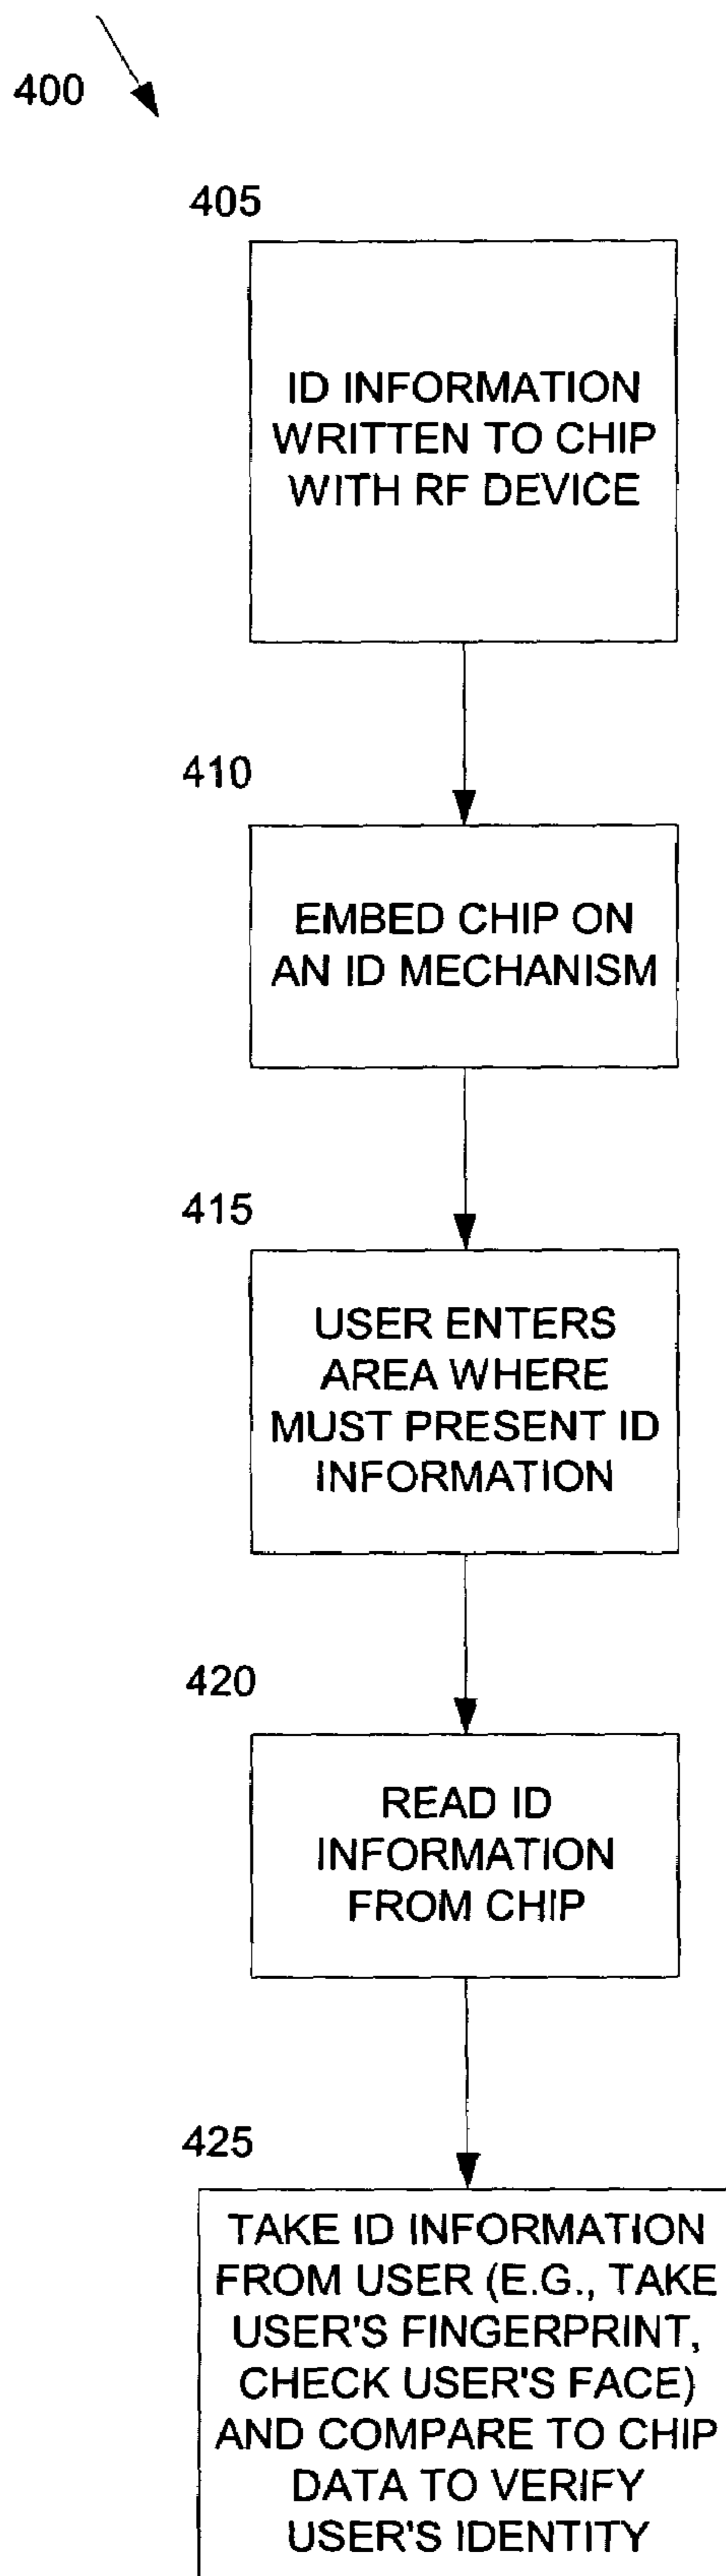 400
405
ID INFORMATION
WRITTEN TO CHIP
WITH RF DEVICE
410
EMBED CHIP ON
AN ID MECHANISM
415
USER ENTERS
AREA WHERE
MUST PRESENT ID
INFORMATION
420
READ ID
INFORMATION
FROM CHIP
425
TAKE ID INFORMATION
FROM USER (E.G., TAKE
USER'S FINGERPRINT,
CHECK USER'S FACE)
AND COMPARE TO CHIP
DATA TO VERIFY
USER'S IDENTITY